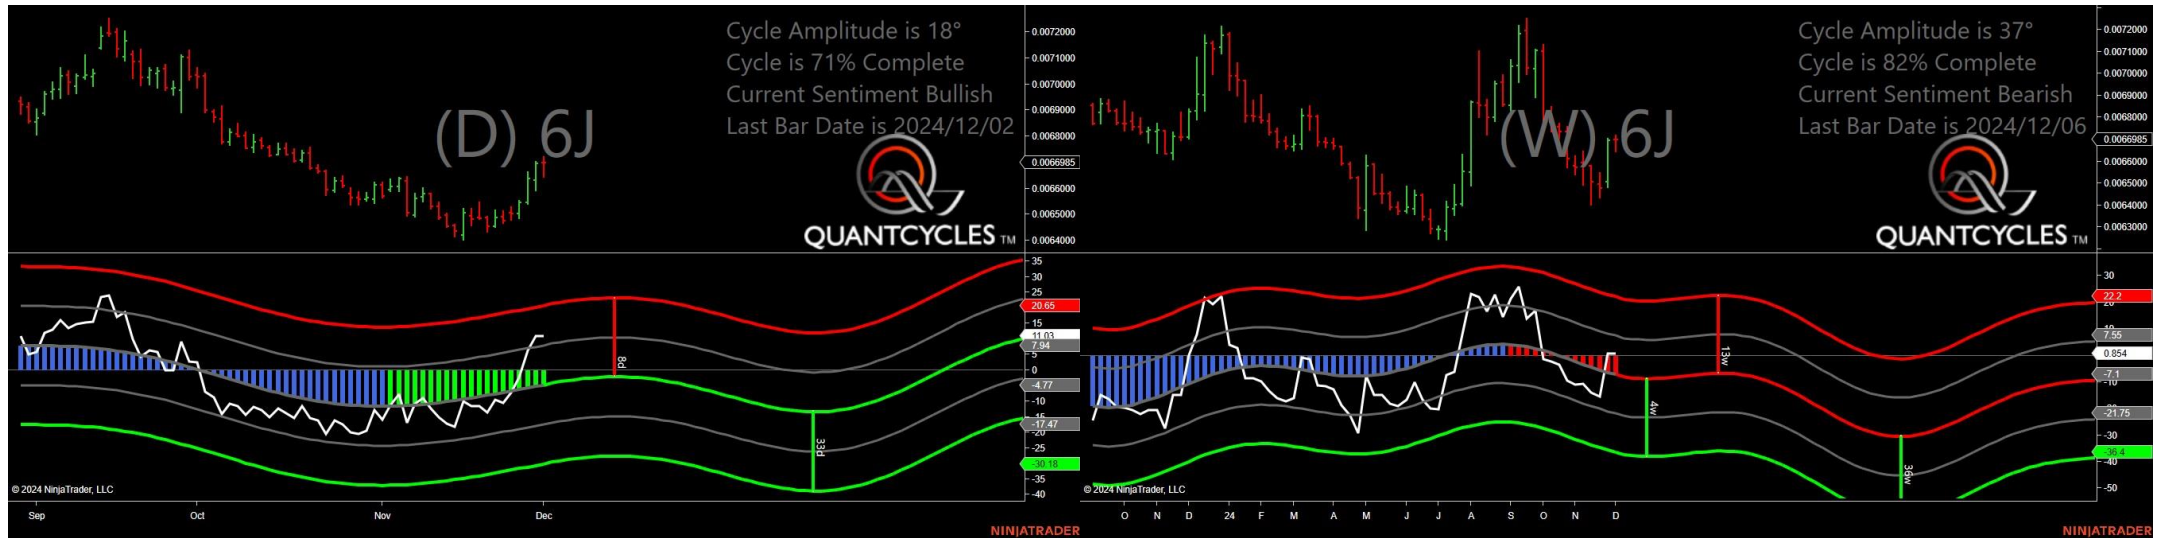 Cycle Amplitude is 18°
Cycle is 71% Complete
Current Sentiment Bullish
Last Bar Date is 2024/12/02
(D) 6J
QUANTCYCLES TM
0.0072000
0.0071000
0.0070000
0.0069000
0.0068000
0.0066985
0.0066000
0.0065000
0.0064000
35
30
25
20.65
15
11.03
7.94
5
0
-4.77
-10
-15
-17.47
-20
-25
-30.18
-35
-40
8d
33d
© 2024 NinjaTrader, LLC
Sep Oct Nov Dec
NINJATRADER
Cycle Amplitude is 37°
Cycle is 82% Complete
Current Sentiment Bearish
Last Bar Date is 2024/12/06
(W) 6J
QUANTCYCLES TM
0.0072000
0.0071000
0.0070000
0.0069000
0.0068000
0.0066985
0.0066000
0.0065000
0.0064000
0.0063000
30
22.2
20
7.55
0.854
-7.1
-10
-21.75
-30
-36.4
-40
-50
13w
4w
36w
© 2024 NinjaTrader, LLC
O N D 24 F M A M J J A S O N D
NINJATRADER